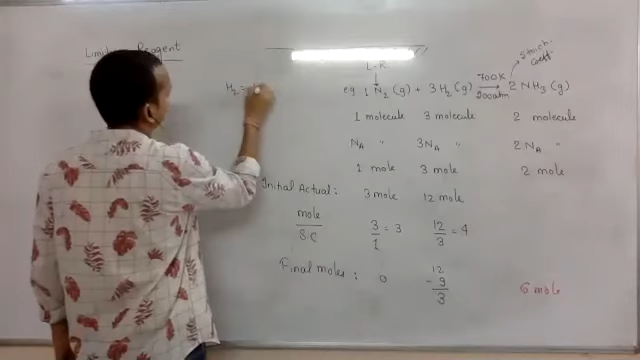 Reagent
L.R.
Stoich. Coeff.
H2 =
eg 1 N2 (g) + 3 H2 (g) 700K 200atm → 2 NH3 (g)
1 molecule 3 molecule 2 molecule
NA " 3NA " 2NA "
1 mole 3 mole 2 mole
Initial Actual: 3 mole 12 mole
mole / S C 3/1 = 3 12/3 = 4
Final moles: 0 12 - 9 3 6 mole